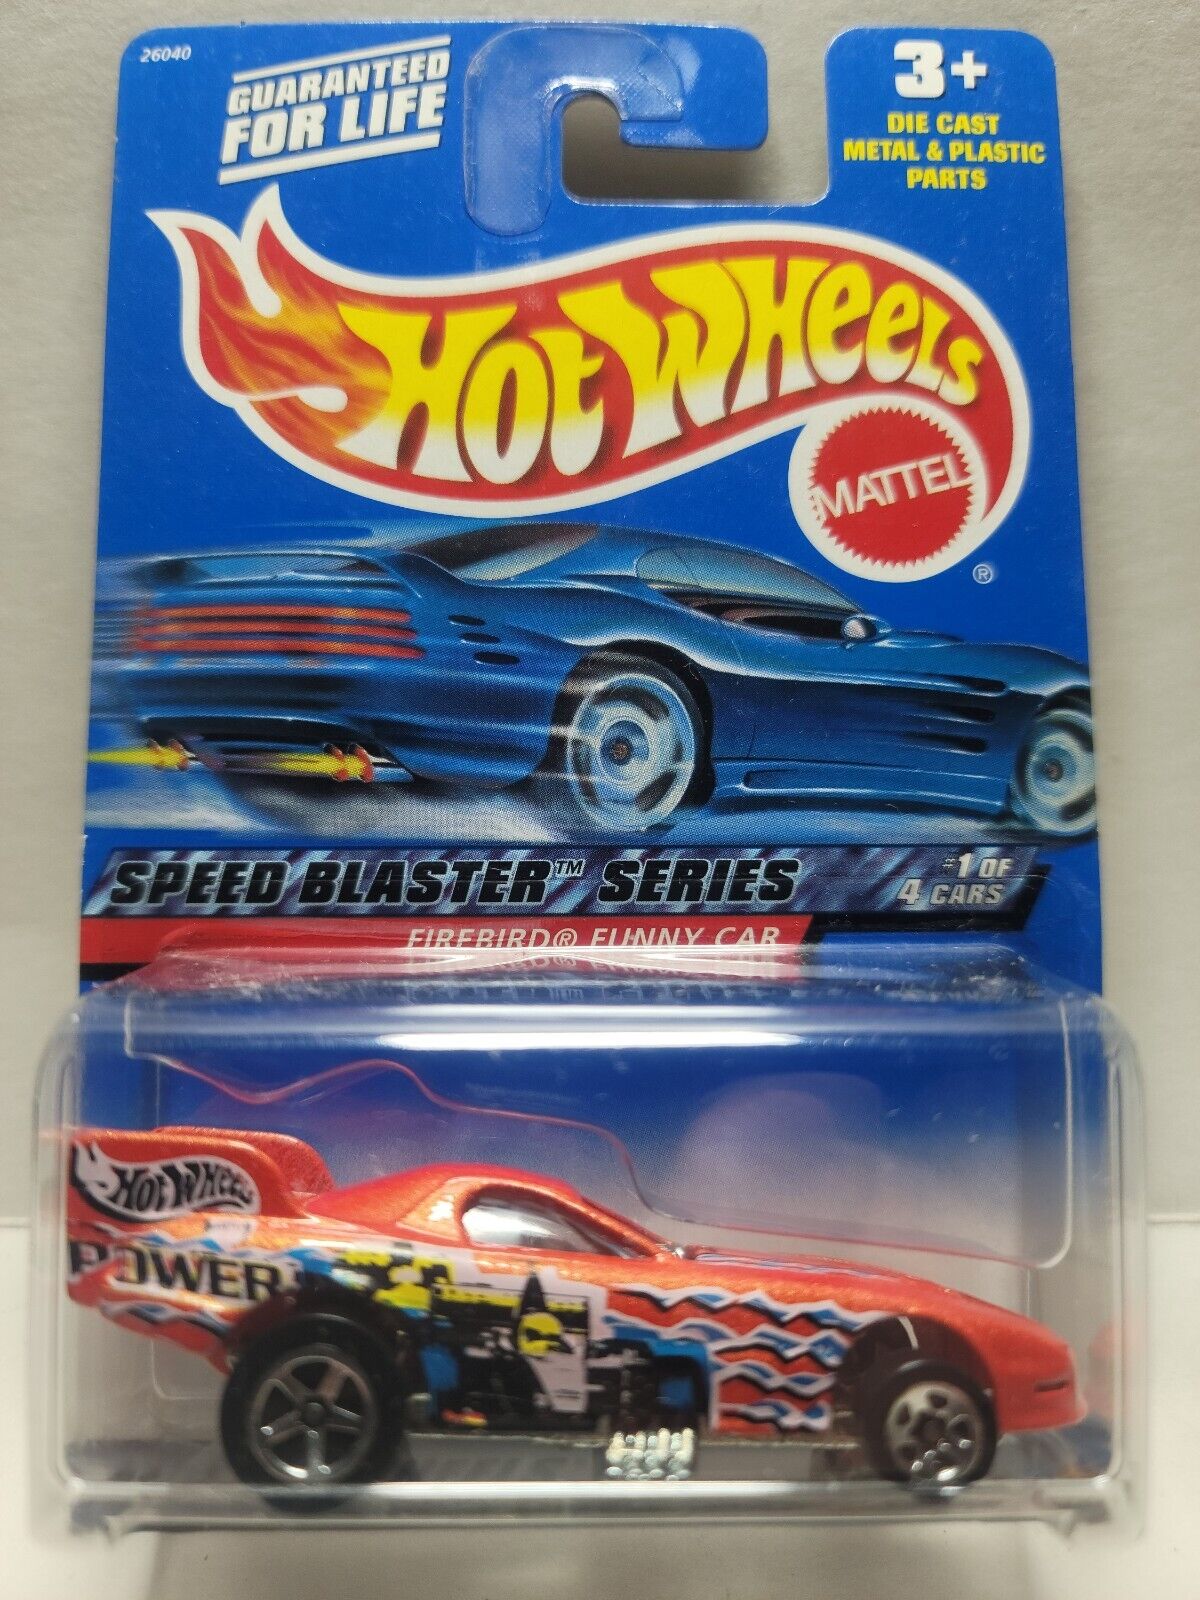 26040
GUARANTEED
FOR LIFE
3+
DIE CAST
METAL & PLASTIC
PARTS
HOT WHEELS
MATTEL
®
SPEED BLASTER™ SERIES
#1 OF
4 CARS
FIREBIRD® FUNNY CAR
HOT WHEELS
POWER